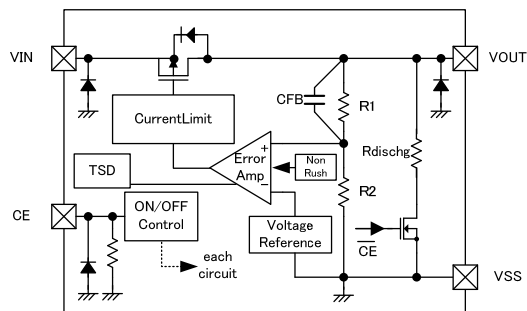 VIN
VOUT
CFB
R1
CurrentLimit
Rdischg
+
Error
Amp
−
Non
Rush
TSD
R2
CE
ON/OFF
Control
Voltage
Reference
CE
each
circuit
VSS